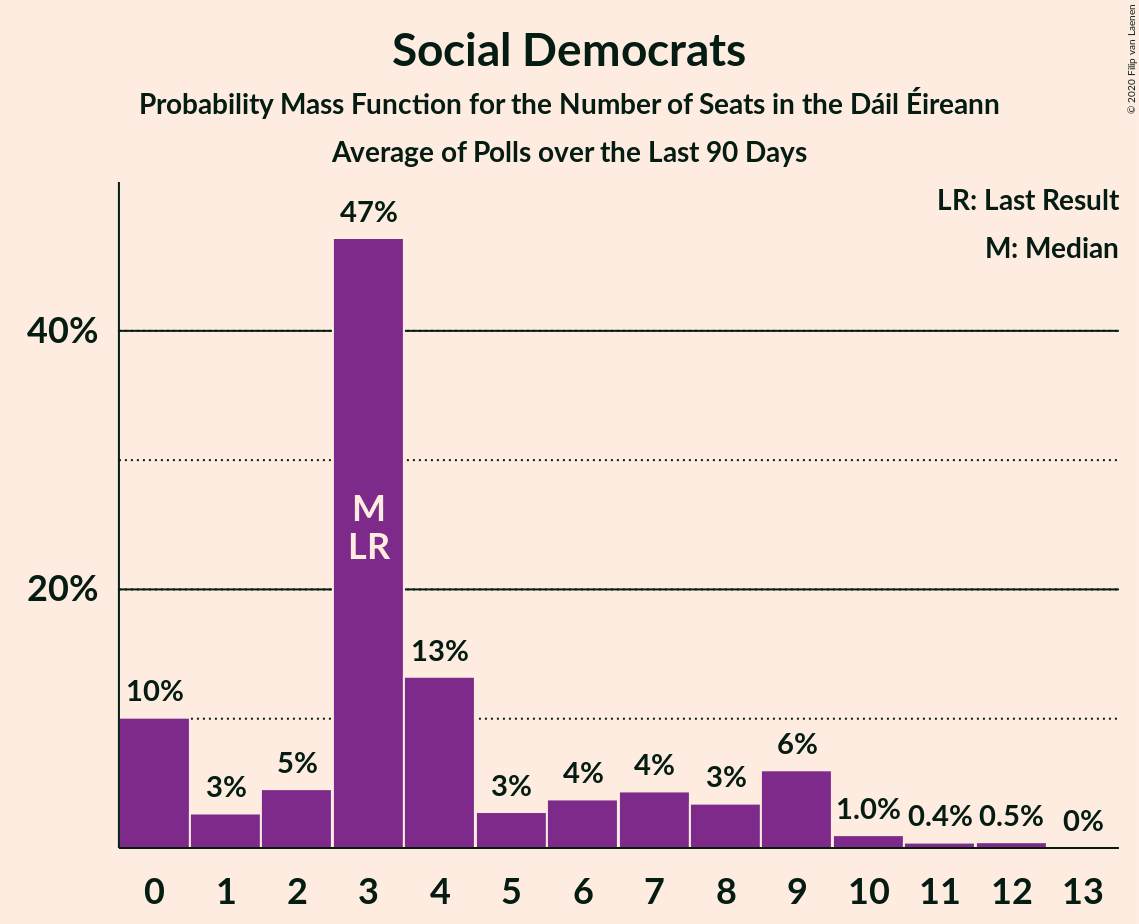 Social Democrats
Probability Mass Function for the Number of Seats in the Dáil Éireann
Average of Polls over the Last 90 Days
© 2020 Filip van Laenen
LR: Last Result
M: Median
40%
20%
10%
3%
5%
47%
13%
3%
4%
4%
3%
6%
1.0%
0.4%
0.5%
0%
M
LR
0 1 2 3 4 5 6 7 8 9 10 11 12 13